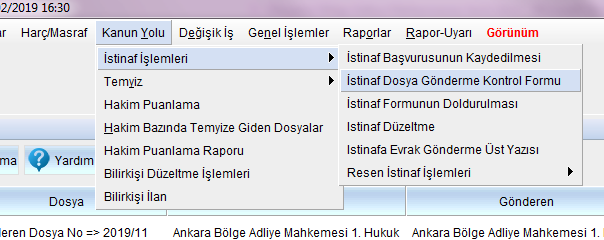 02/2019 16:30
ar Harç/Masraf Kanun Yolu Değişik İş Genel İşlemler Raporlar Rapor-Uyarı Görünüm
İstinaf İşlemleri
Temyiz
Hakim Puanlama
Hakim Bazında Temyize Giden Dosyalar
Hakim Puanlama Raporu
Bilirkişi Düzeltme İşlemleri
Bilirkişi İlan
İstinaf Başvurusunun Kaydedilmesi
İstinaf Dosya Gönderme Kontrol Formu
İstinaf Formunun Doldurulması
İstinaf Düzeltme
İstinafa Evrak Gönderme Üst Yazısı
Resen İstinaf İşlemleri
ma ? Yardım
Dosya Gönderen
deren Dosya No => 2019/11 Ankara Bölge Adliye Mahkemesi 1. Hukuk Ankara Bölge Adliye Mahkemesi 1. H